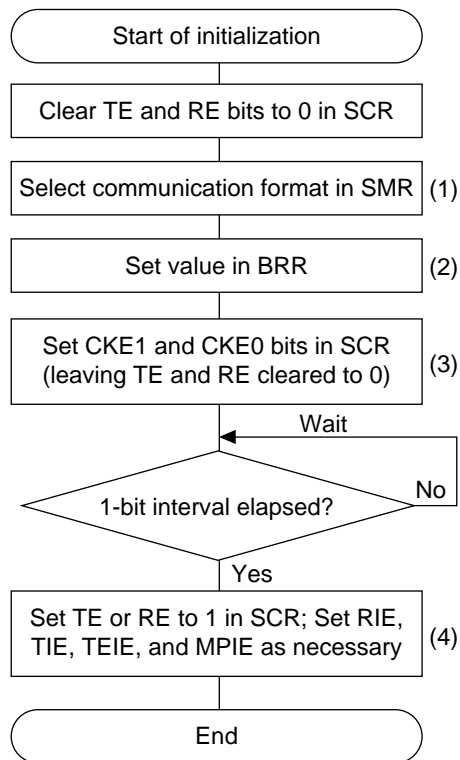 Start of initialization
Clear TE and RE bits to 0 in SCR
Select communication format in SMR
(1)
Set value in BRR
(2)
Set CKE1 and CKE0 bits in SCR
(leaving TE and RE cleared to 0)
(3)
Wait
1-bit interval elapsed?
No
Yes
Set TE or RE to 1 in SCR; Set RIE,
TIE, TEIE, and MPIE as necessary
(4)
End